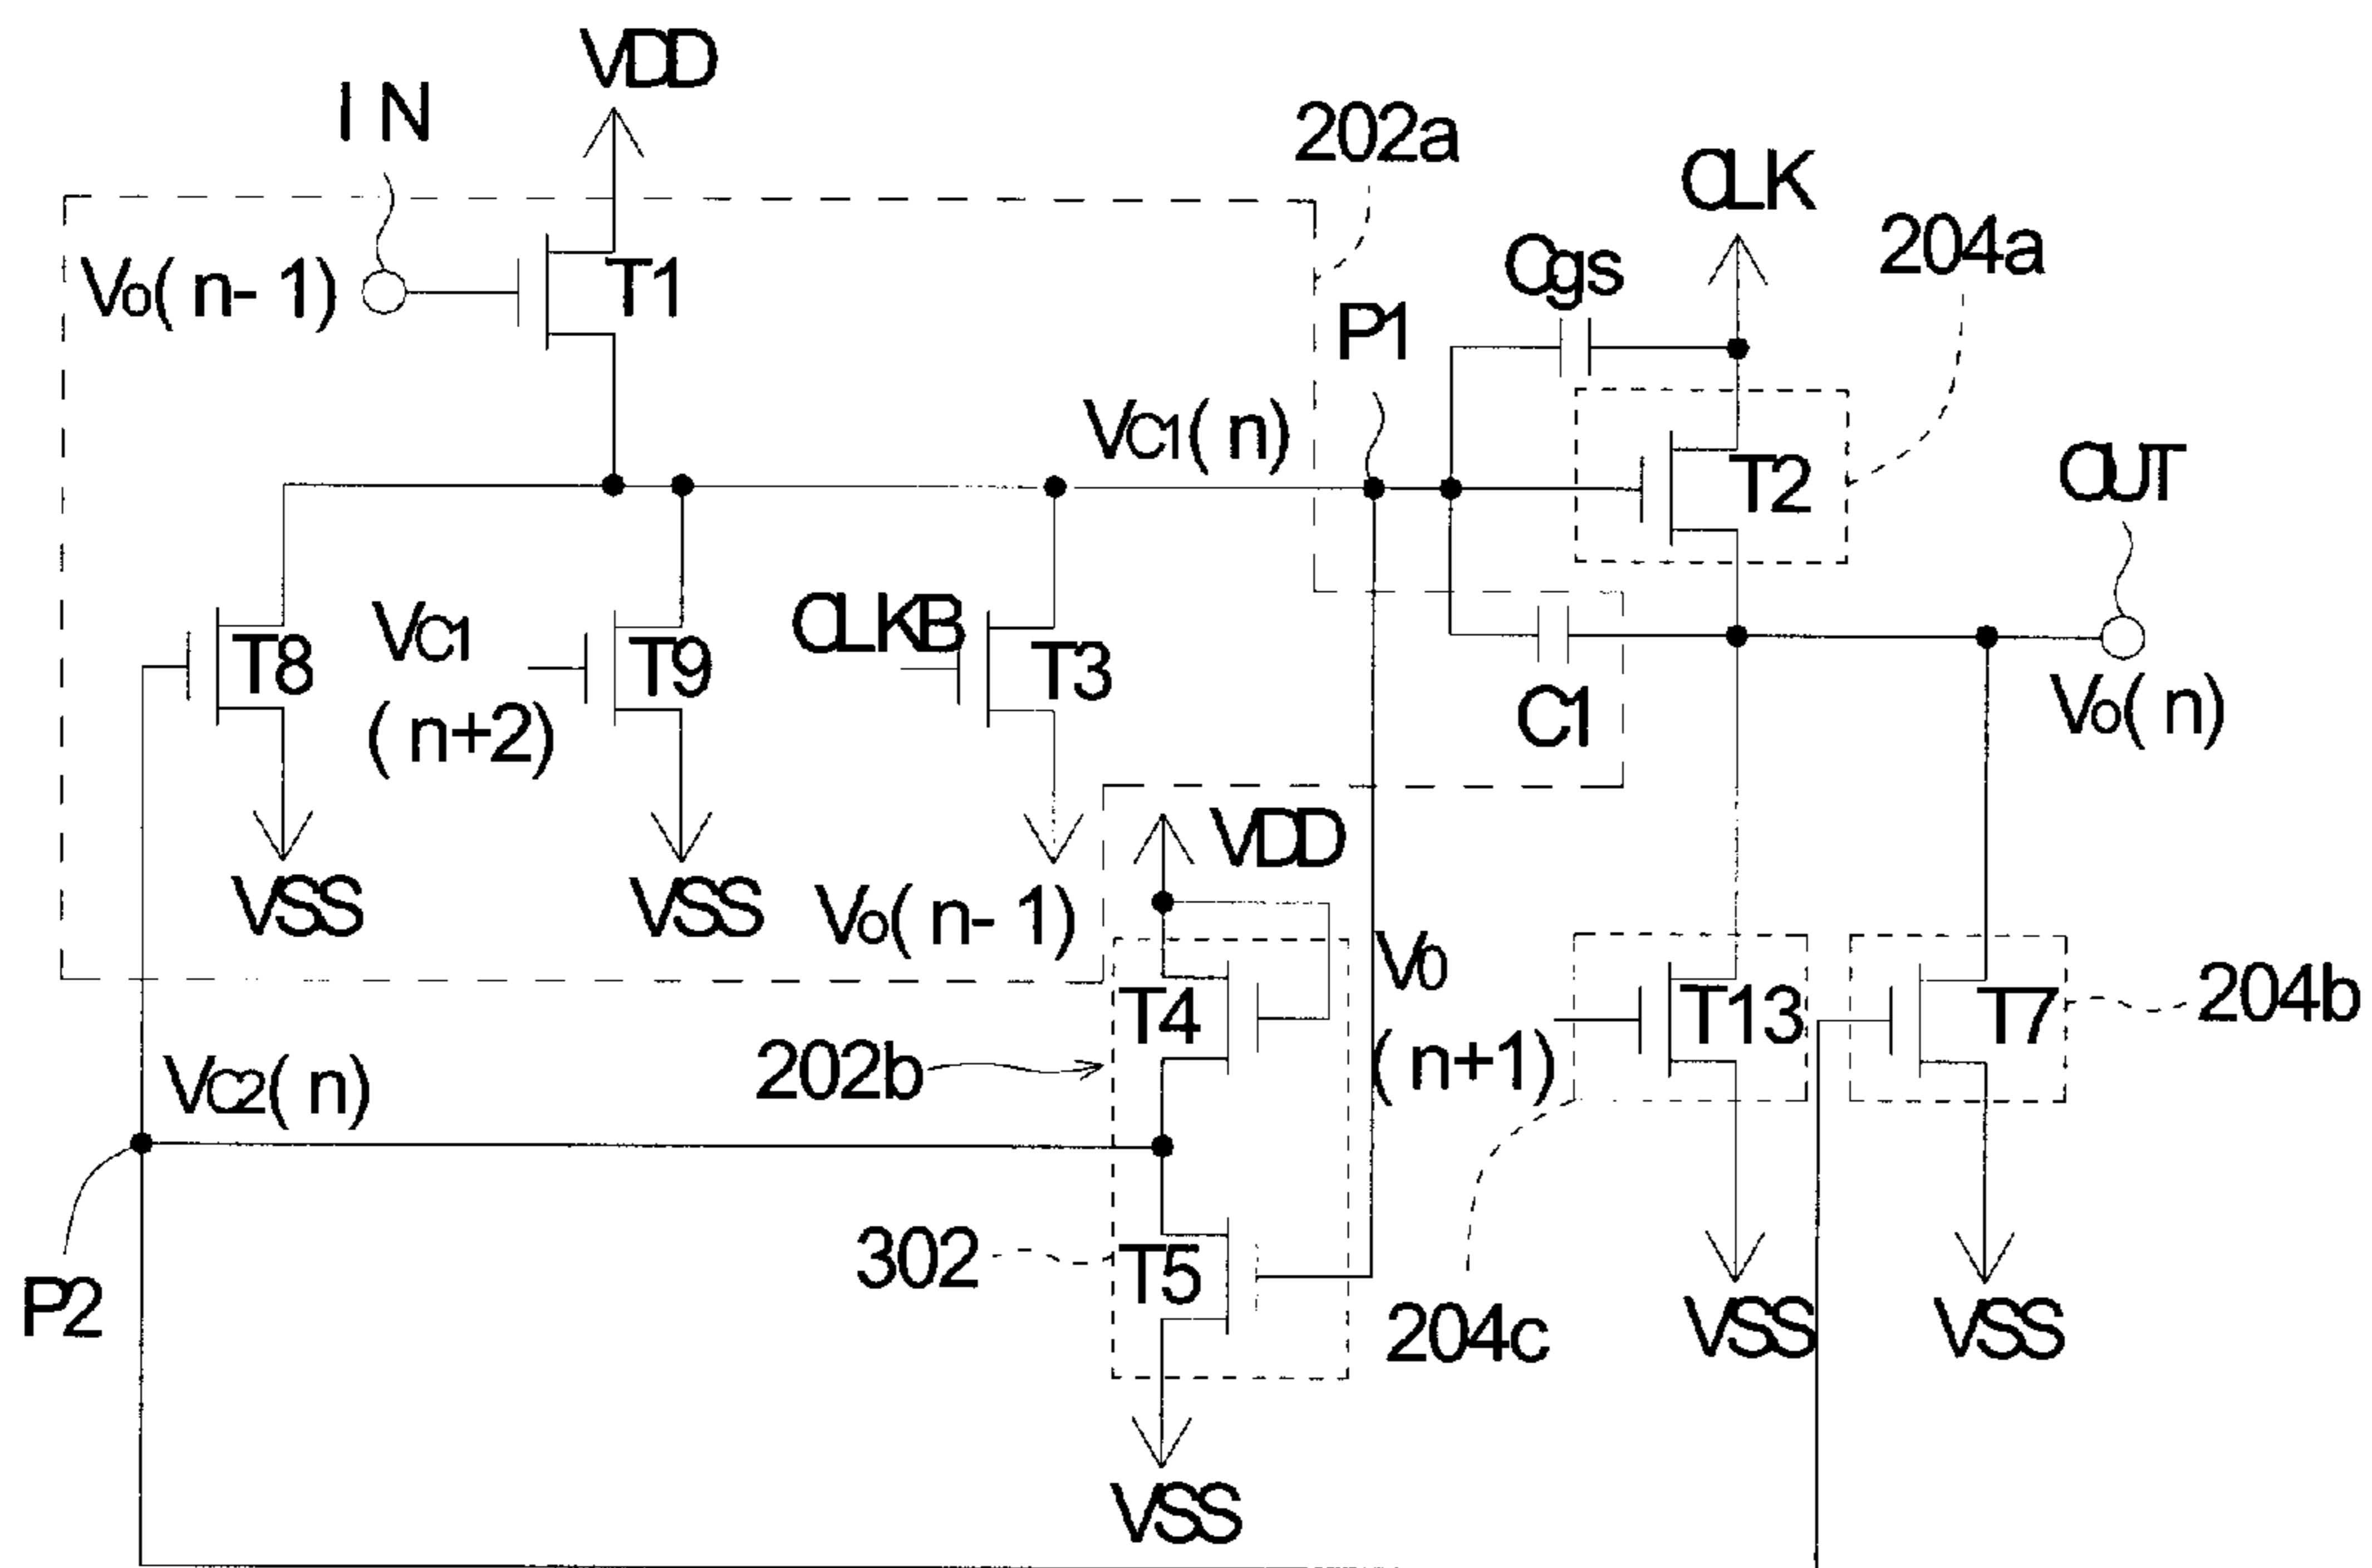 VDD
IN
202a
CLK
204a
Vo(n-1)
T1
Cgs
P1
VC1(n)
T2
OUT
T8
VC1
(n+2)
T9
CLKB
T3
C1
Vo(n)
VSS
VSS
Vo(n-1)
VDD
T4
Vo
(n+1)
T13
T7
204b
202b
VC2(n)
302
T5
P2
204c
VSS
VSS
VSS